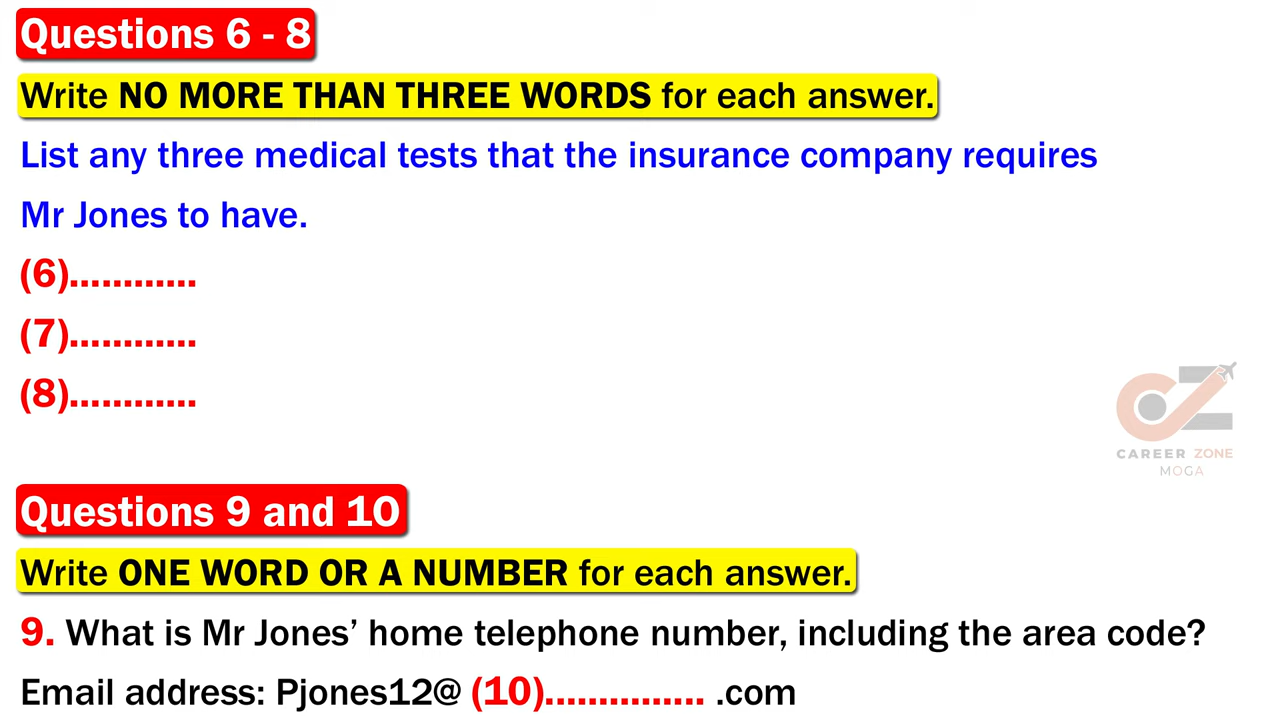 Questions 6 - 8
Write NO MORE THAN THREE WORDS for each answer.
List any three medical tests that the insurance company requires
Mr Jones to have.
(6)............
(7)............
(8)............
CAREER ZONE
MOGA
Questions 9 and 10
Write ONE WORD OR A NUMBER for each answer.
9. What is Mr Jones’ home telephone number, including the area code?
Email address: Pjones12@ (10)............... .com